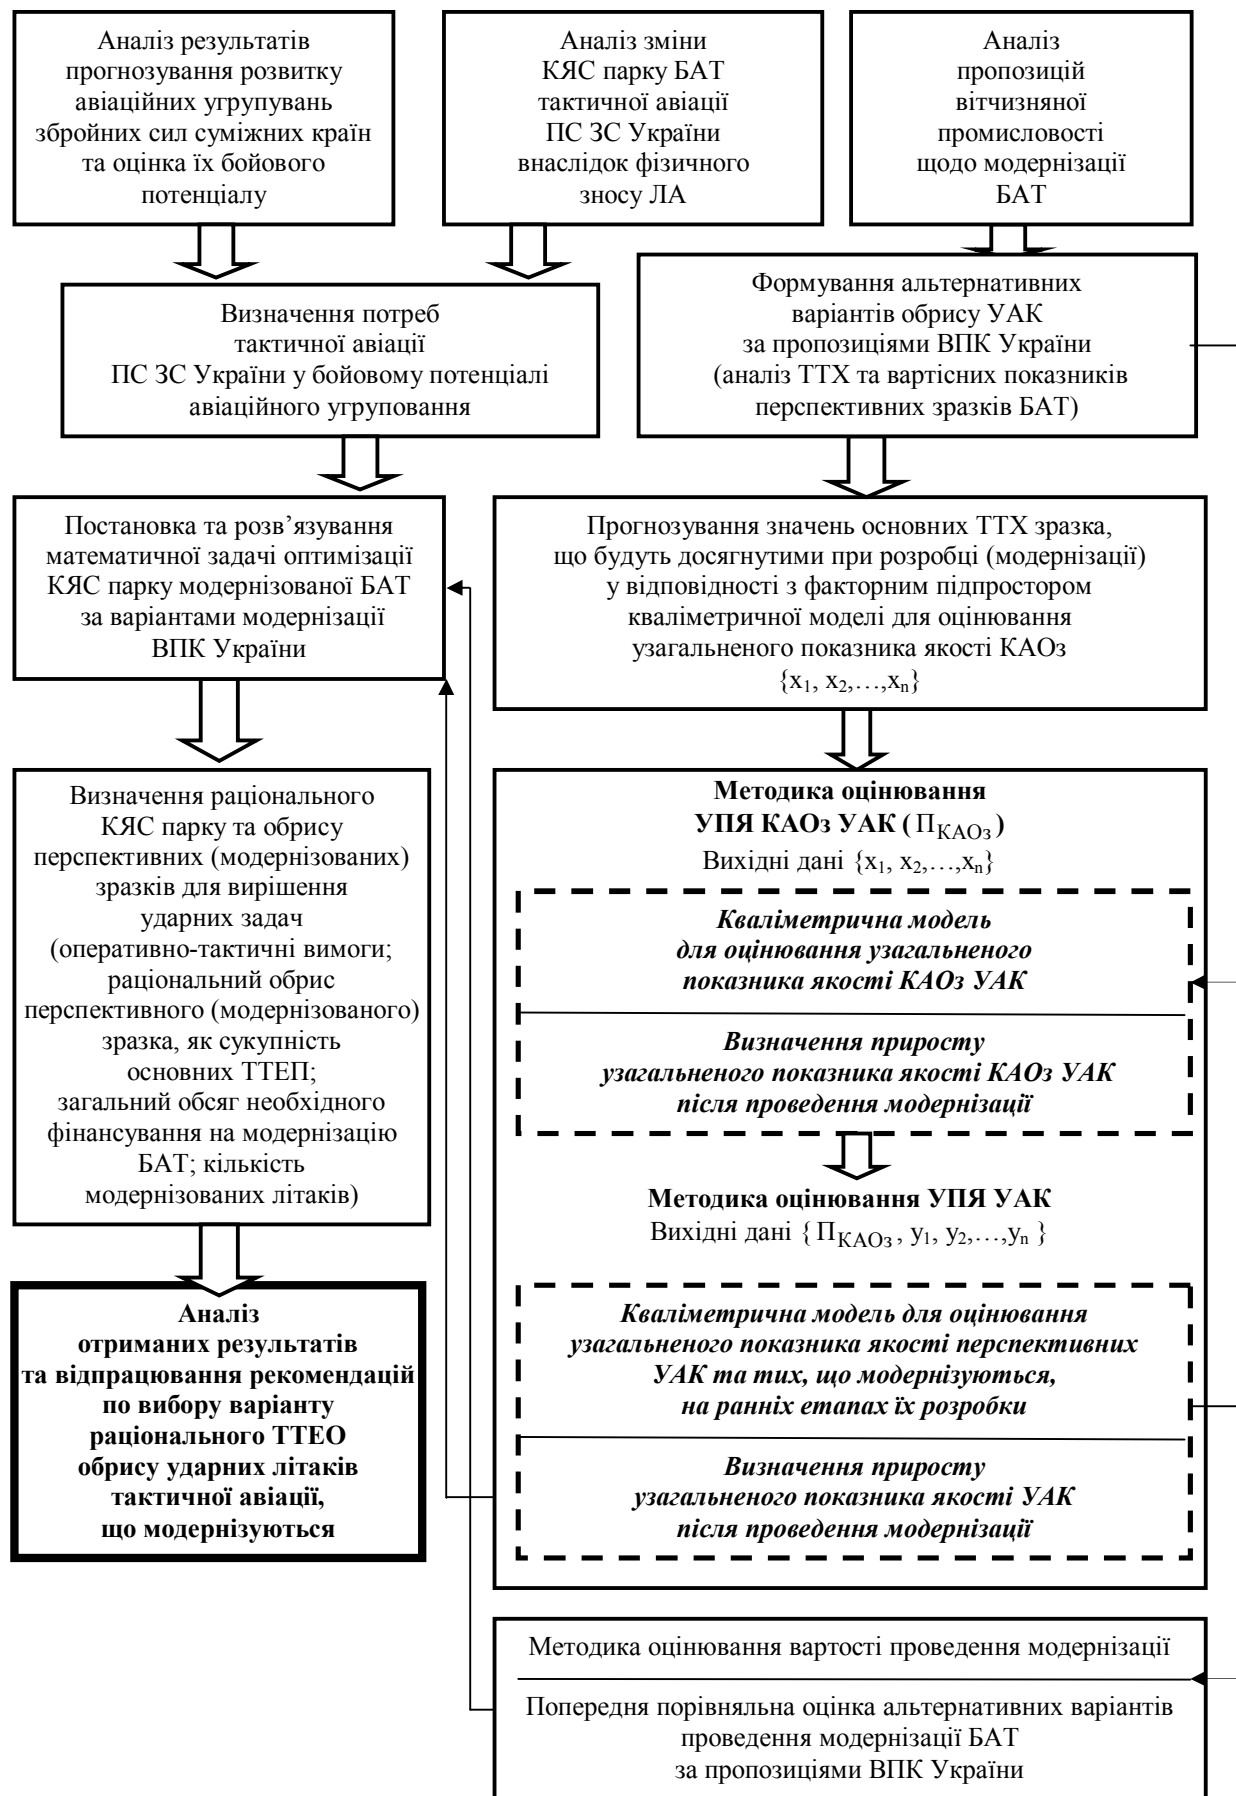 Аналіз результатів
прогнозування розвитку
авіаційних угрупувань
збройних сил суміжних країн
та оцінка їх бойового
потенціалу
Аналіз зміни
КЯС парку БАТ
тактичної авіації
ПС ЗС України
внаслідок фізичного
зносу ЛА
Аналіз
пропозицій
вітчизняної
промисловості
щодо модернізації
БАТ
Визначення потреб
тактичної авіації
ПС ЗС України у бойовому потенціалі
авіаційного угруповання
Формування альтернативних
варіантів обрису УАК
за пропозиціями ВПК України
(аналіз ТТХ та вартісних показників
перспективних зразків БАТ)
Постановка та розв’язування
математичної задачі оптимізації
КЯС парку модернізованої БАТ
за варіантами модернізації
ВПК України
Прогнозування значень основних ТТХ зразка,
що будуть досягнутими при розробці (модернізації)
у відповідності з факторним підпростором
кваліметричної моделі для оцінювання
узагальненого показника якості КАОз
{x₁, x₂,…,xₙ}
Визначення раціонального
КЯС парку та обрису
перспективних (модернізованих)
зразків для вирішення
ударних задач
(оперативно-тактичні вимоги;
раціональний обрис
перспективного (модернізованого)
зразка, як сукупність
основних ТТЕП;
загальний обсяг необхідного
фінансування на модернізацію
БАТ; кількість
модернізованих літаків)
Методика оцінювання
УПЯ КАОз УАК ( П_КАОз )
Вихідні дані {x₁, x₂,…,xₙ}
Кваліметрична модель
для оцінювання узагальненого
показника якості КАОз УАК
Визначення приросту
узагальненого показника якості КАОз УАК
після проведення модернізації
Методика оцінювання УПЯ УАК
Вихідні дані { П_КАОз , y₁, y₂,…,yₙ }
Кваліметрична модель для оцінювання
узагальненого показника якості перспективних
УАК та тих, що модернізуються,
на ранніх етапах їх розробки
Визначення приросту
узагальненого показника якості УАК
після проведення модернізації
Аналіз
отриманих результатів
та відпрацювання рекомендацій
по вибору варіанту
раціонального ТТЕО
обрису ударних літаків
тактичної авіації,
що модернізуються
Методика оцінювання вартості проведення модернізації
Попередня порівняльна оцінка альтернативних варіантів
проведення модернізації БАТ
за пропозиціями ВПК України